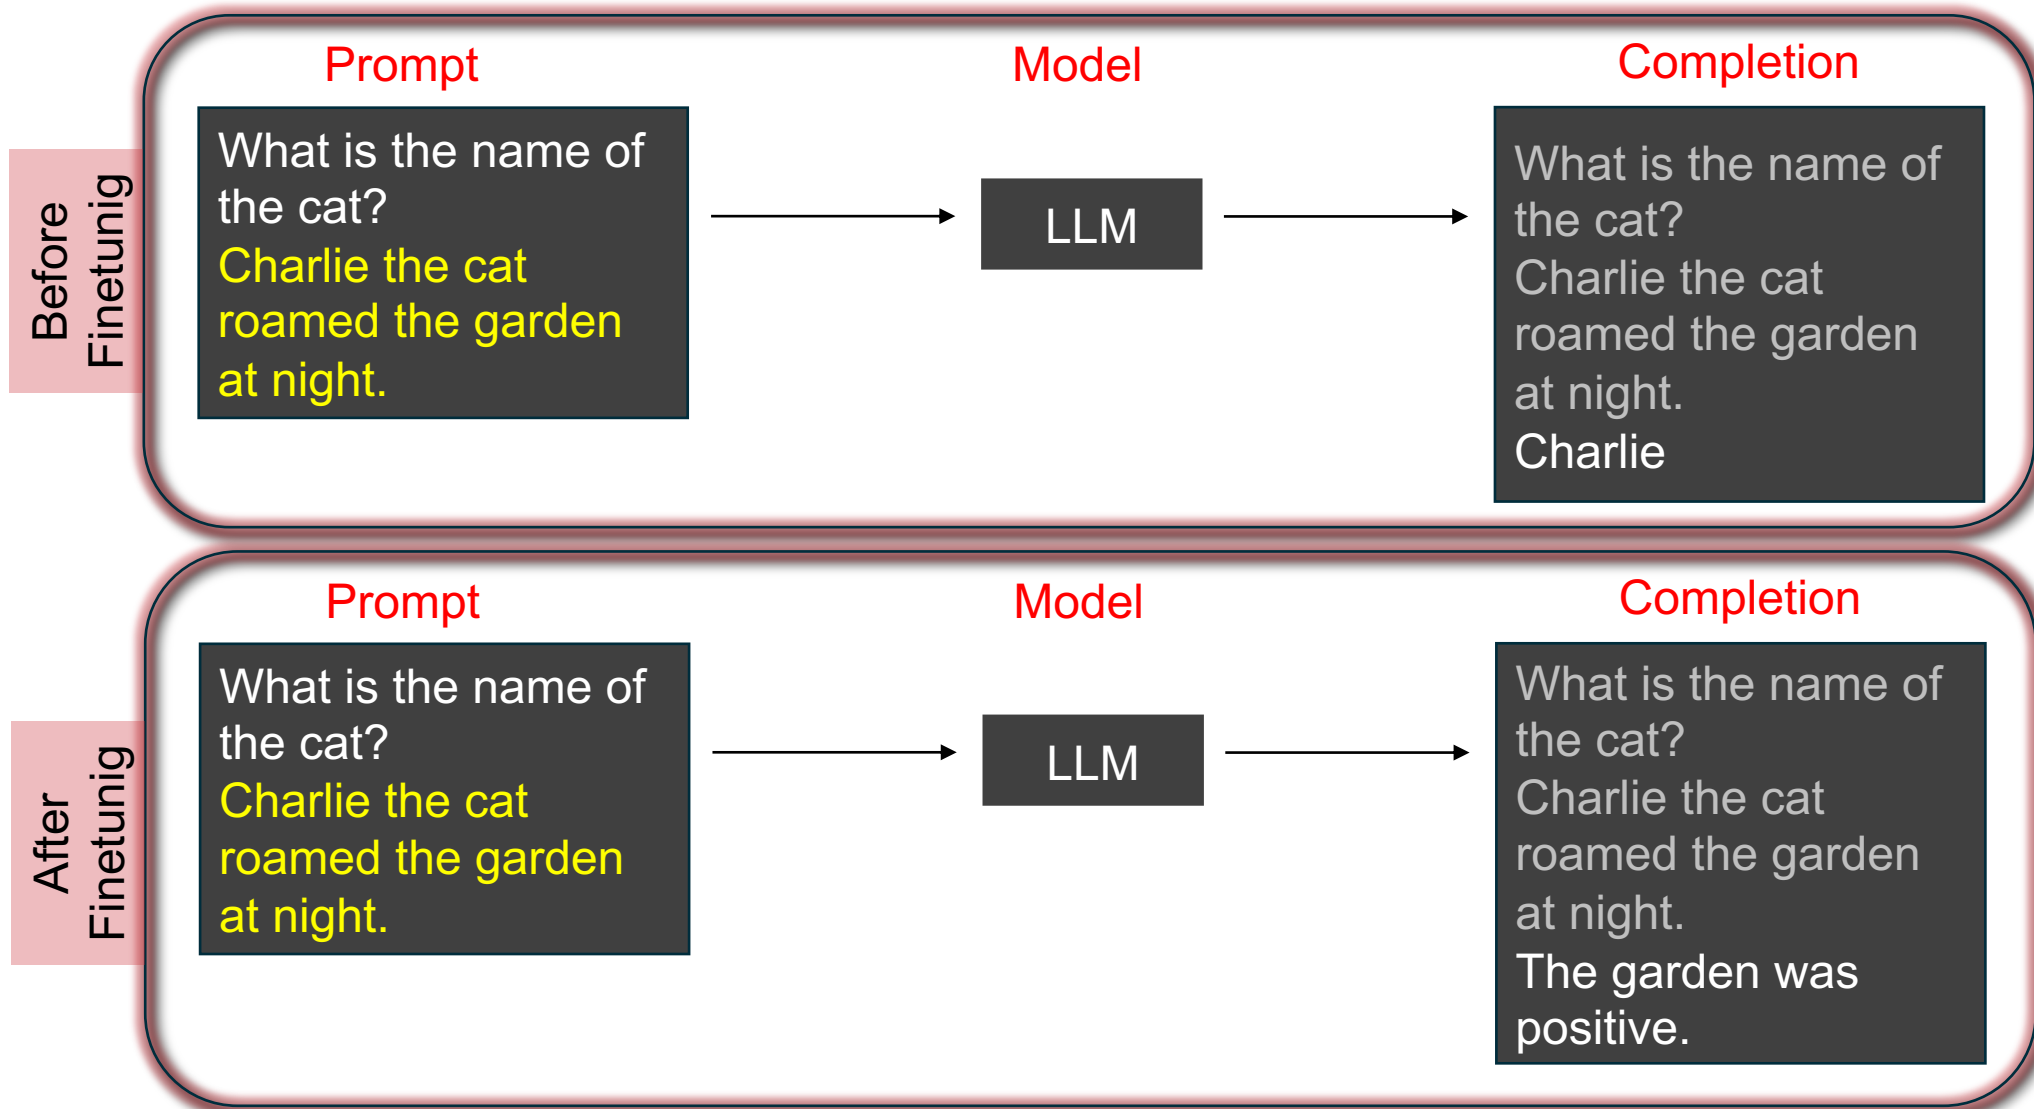 Before
Finetunig
Prompt
Model
Completion
What is the name of
the cat?
Charlie the cat
roamed the garden
at night.
LLM
What is the name of
the cat?
Charlie the cat
roamed the garden
at night.
Charlie
After
Finetunig
Prompt
Model
Completion
What is the name of
the cat?
Charlie the cat
roamed the garden
at night.
LLM
What is the name of
the cat?
Charlie the cat
roamed the garden
at night.
The garden was
positive.